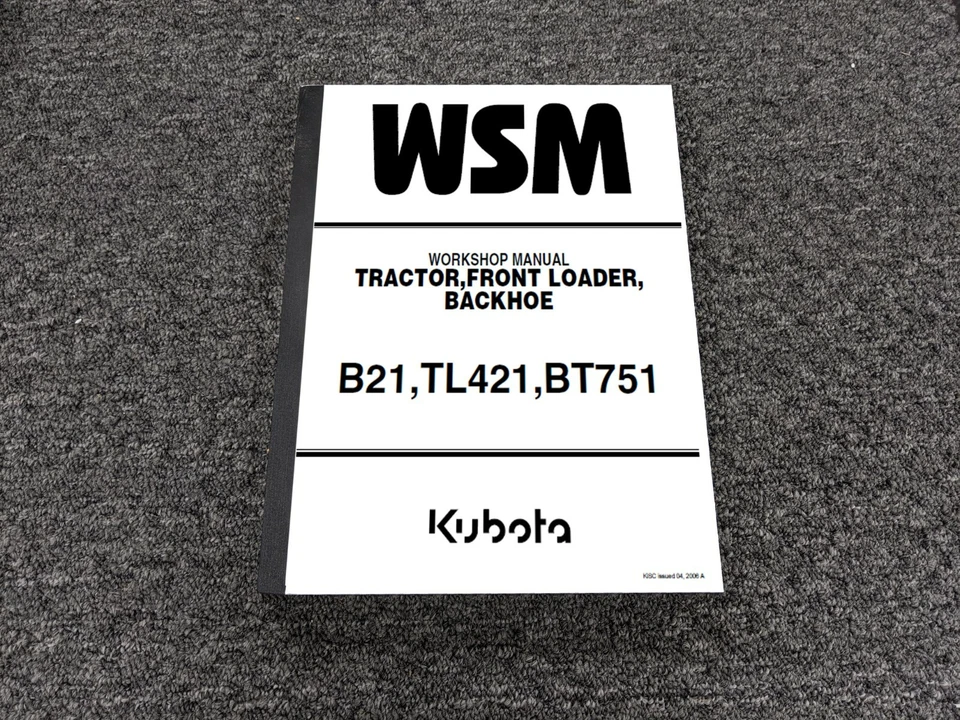 WSM
WORKSHOP MANUAL
TRACTOR,FRONT LOADER,
BACKHOE
B21,TL421,BT751
Kubota
KiSC issued 04, 2006 A